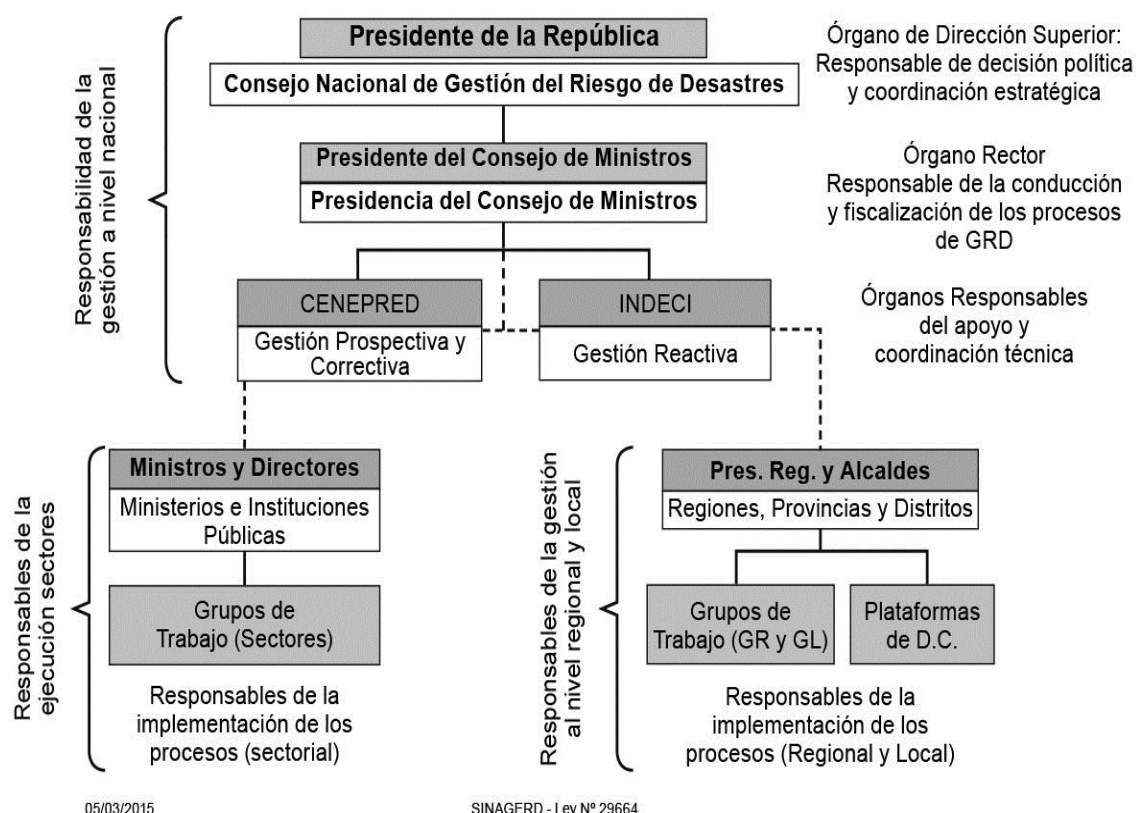 Presidente de la República
Consejo Nacional de Gestión del Riesgo de Desastres
Órgano de Dirección Superior:
Responsable de decisión política
y coordinación estratégica
Responsabilidad de la
gestión a nivel nacional
Presidente del Consejo de Ministros
Presidencia del Consejo de Ministros
Órgano Rector
Responsable de la conducción
y fiscalización de los procesos
de GRD
CENEPRED
Gestión Prospectiva y
Correctiva
INDECI
Gestión Reactiva
Órganos Responsables
del apoyo y
coordinación técnica
Responsables de la
ejecución sectores
Ministros y Directores
Ministerios e Instituciones
Públicas
Grupos de
Trabajo (Sectores)
Responsables de la
implementación de los
procesos (sectorial)
Responsables de la gestión
al nivel regional y local
Pres. Reg. y Alcaldes
Regiones, Provincias y Distritos
Grupos de
Trabajo (GR y GL)
Plataformas
de D.C.
Responsables de la
implementación de los
procesos (Regional y Local)
05/03/2015
SINAGERD - Ley Nº 29664